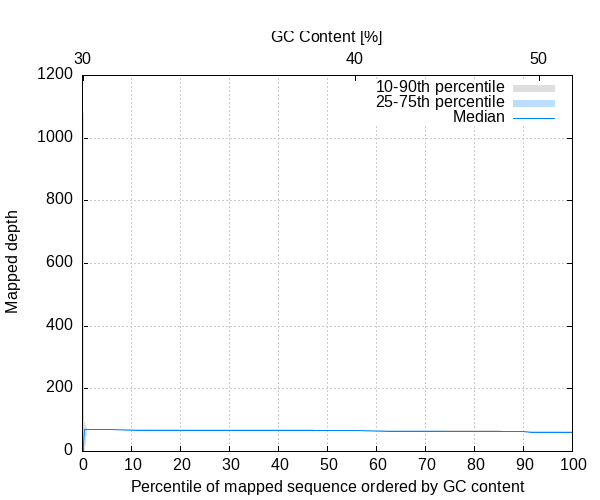 GC Content [%]
30 40 50
1200
1000
800
600
400
200
0
Mapped depth
10-90th percentile
25-75th percentile
Median
0 10 20 30 40 50 60 70 80 90 100
Percentile of mapped sequence ordered by GC content